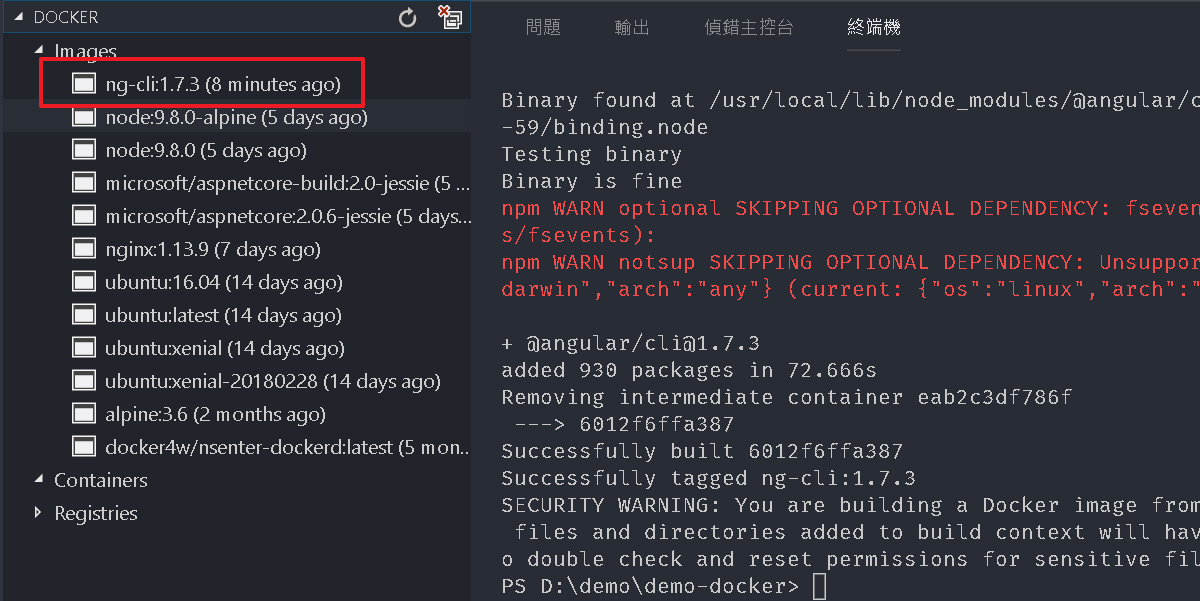 DOCKER
Images
ng-cli:1.7.3 (8 minutes ago)
node:9.8.0-alpine (5 days ago)
node:9.8.0 (5 days ago)
microsoft/aspnetcore-build:2.0-jessie (5 ...
microsoft/aspnetcore:2.0.6-jessie (5 days...
nginx:1.13.9 (7 days ago)
ubuntu:16.04 (14 days ago)
ubuntu:latest (14 days ago)
ubuntu:xenial (14 days ago)
ubuntu:xenial-20180228 (14 days ago)
alpine:3.6 (2 months ago)
docker4w/nsenter-dockerd:latest (5 mon...
Containers
Registries
問題 輸出 偵錯主控台 終端機
Binary found at /usr/local/lib/node_modules/@angular/c
-59/binding.node
Testing binary
Binary is fine
npm WARN optional SKIPPING OPTIONAL DEPENDENCY: fseven
s/fsevents):
npm WARN notsup SKIPPING OPTIONAL DEPENDENCY: Unsuppor
darwin","arch":"any"} (current: {"os":"linux","arch":"
+ @angular/cli@1.7.3
added 930 packages in 72.666s
Removing intermediate container eab2c3df786f
---> 6012f6ffa387
Successfully built 6012f6ffa387
Successfully tagged ng-cli:1.7.3
SECURITY WARNING: You are building a Docker image from
files and directories added to build context will hav
o double check and reset permissions for sensitive fil
PS D:\demo\demo-docker>